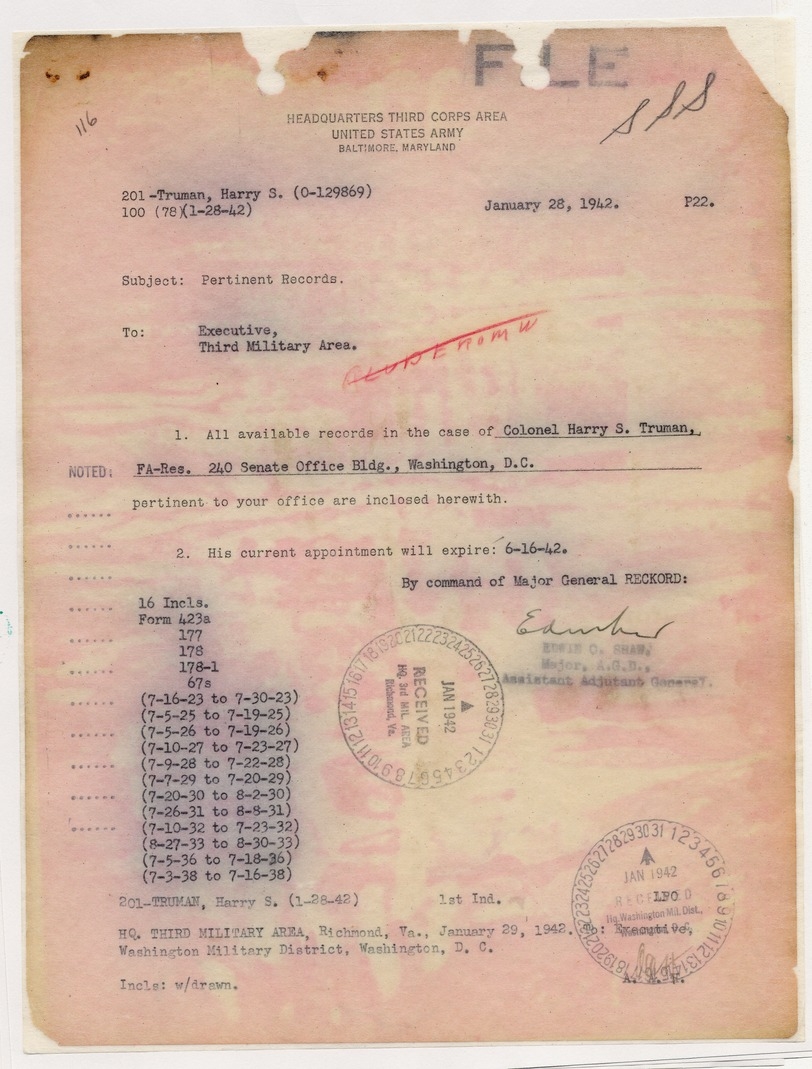 FILE
SSS
116
HEADQUARTERS THIRD CORPS AREA
UNITED STATES ARMY
BALTIMORE, MARYLAND
201-Truman, Harry S. (0-129869)
100 (78)(1-28-42)
January 28, 1942. P22.
Subject: Pertinent Records.
To: Executive,
Third Military Area.
1. All available records in the case of Colonel Harry S. Truman,
NOTED: FA-Res. 240 Senate Office Bldg., Washington, D.C.
pertinent to your office are inclosed herewith.
2. His current appointment will expire: 6-16-42.
By command of Major General RECKORD:
16 Incls.
Form 423a
177
178
178-1
67s
(7-16-23 to 7-30-23)
(7-5-25 to 7-19-25)
(7-5-26 to 7-19-26)
(7-10-27 to 7-23-27)
(7-9-28 to 7-22-28)
(7-7-29 to 7-20-29)
(7-20-30 to 8-2-30)
(7-26-31 to 8-8-31)
(7-10-32 to 7-23-32)
(8-27-33 to 8-30-33)
(7-5-36 to 7-18-36)
(7-3-38 to 7-16-38)
EDWIN C. SHAW,
Major, A.G.D.,
Assistant Adjutant General.
JAN 1942
RECEIVED
HQ. 3rd MIL. AREA
Richmond, Va.
201-TRUMAN, Harry S. (1-28-42) 1st Ind. LPO
HQ. THIRD MILITARY AREA, Richmond, Va., January 29, 1942. To: Executive,
Washington Military District, Washington, D. C.
Incls: w/drawn.
JAN 1942
RECEIVED
Hq. Washington Mil. Dist.,